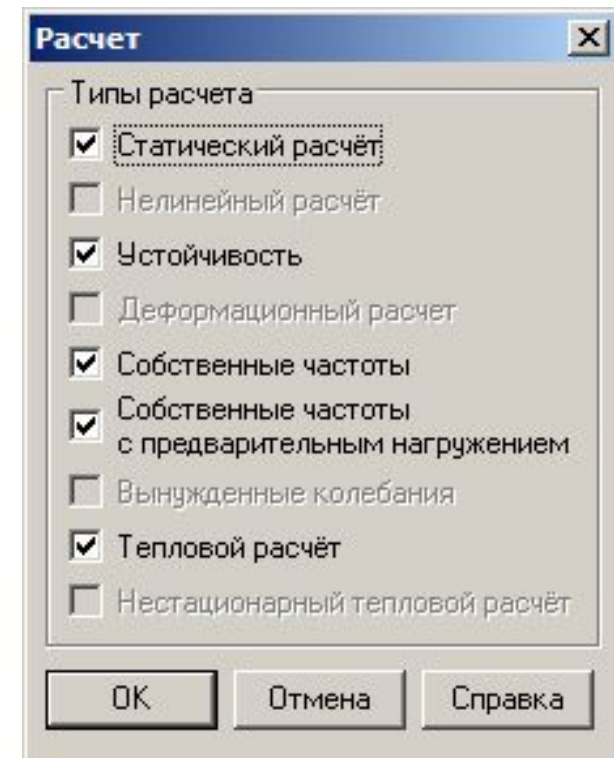 Расчет
Типы расчета
Статический расчёт
Нелинейный расчёт
Устойчивость
Деформационный расчет
Собственные частоты
Собственные частоты
с предварительным нагружением
Вынужденные колебания
Тепловой расчёт
Нестационарный тепловой расчёт
OK Отмена Справка